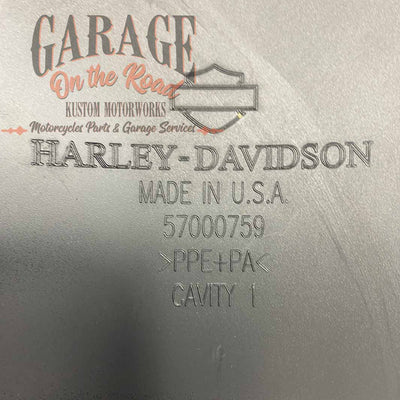 GARAGE
On the Road
KUSTOM MOTORWORKS
Motorcycles Parts & Garage Services
HARLEY-DAVIDSON
MADE IN U.S.A.
57000759
>PPE+PA<
CAVITY 1